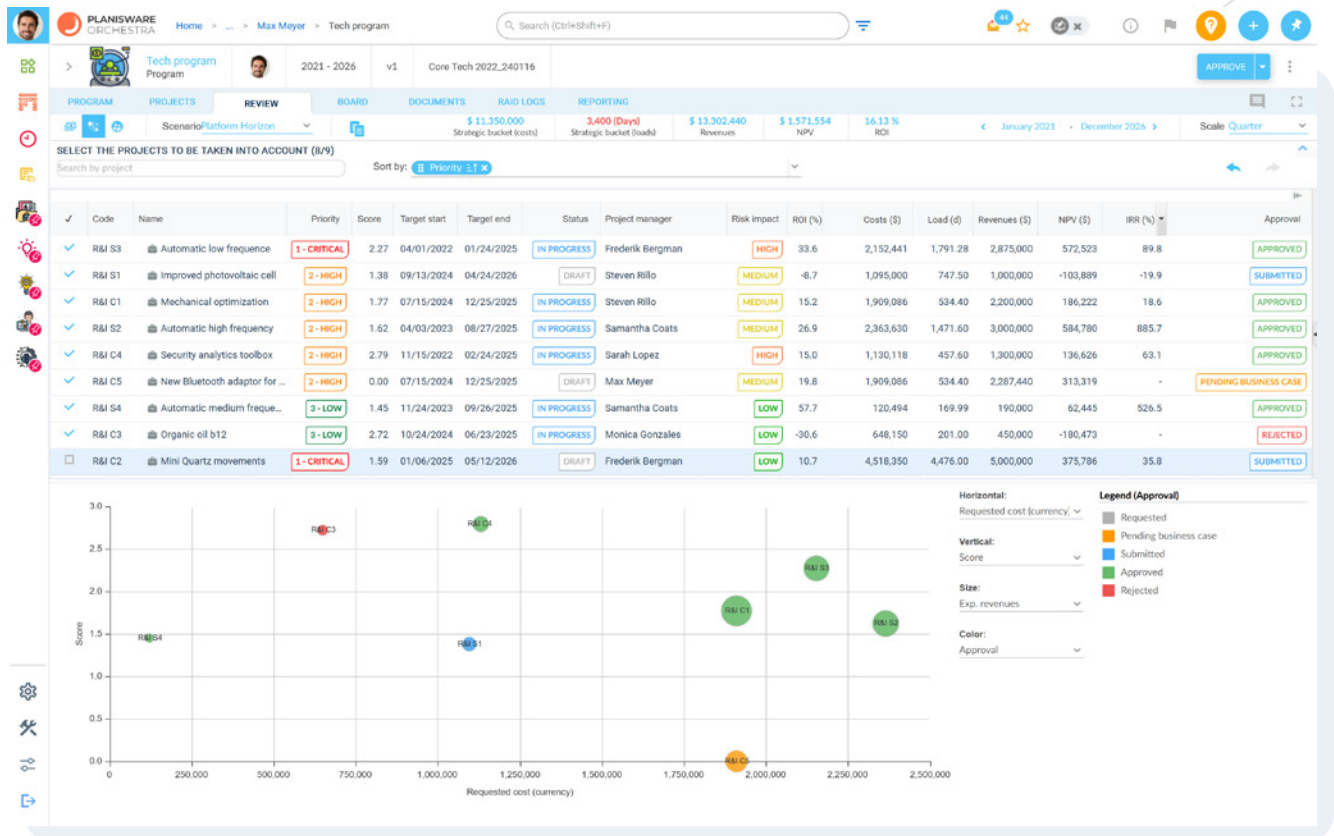 PLANISWARE
ORCHESTRA
Home > ... > Max Meyer > Tech program
Search (Ctrl+Shift+F)
44
Tech program
Program
2021 - 2026
v1
Core Tech 2022_240116
APPROVE
PROGRAM PROJECTS REVIEW BOARD DOCUMENTS RAID LOGS REPORTING
Scenario Platform Horizon
$ 11,350,000
Strategic bucket (costs)
3,400 (Days)
Strategic bucket (loads)
$ 13,302,440
Revenues
$ 1,571,554
NPV
16.13 %
ROI
January 2021 - December 2026
Scale Quarter
SELECT THE PROJECTS TO BE TAKEN INTO ACCOUNT (8/9)
Search by project
Sort by: Priority
Code Name Priority Score Target start Target end Status Project manager Risk impact ROI (%) Costs ($) Load (d) Revenues ($) NPV ($) IRR (%) Approval
R&I S3 Automatic low frequence 1 - CRITICAL 2.27 04/01/2022 01/24/2025 IN PROGRESS Frederik Bergman HIGH 33.6 2,152,441 1,791.28 2,875,000 572,523 89.8 APPROVED
R&I S1 Improved photovoltaic cell 2 - HIGH 1.38 09/13/2024 04/24/2026 DRAFT Steven Rillo MEDIUM -8.7 1,095,000 747.50 1,000,000 -103,889 -19.9 SUBMITTED
R&I C1 Mechanical optimization 2 - HIGH 1.77 07/15/2024 12/25/2025 IN PROGRESS Steven Rillo MEDIUM 15.2 1,909,086 534.40 2,200,000 186,222 18.6 APPROVED
R&I S2 Automatic high frequency 2 - HIGH 1.62 04/03/2023 08/27/2025 IN PROGRESS Samantha Coats MEDIUM 26.9 2,363,630 1,471.60 3,000,000 584,780 885.7 APPROVED
R&I C4 Security analytics toolbox 2 - HIGH 2.79 11/15/2022 02/24/2025 IN PROGRESS Sarah Lopez HIGH 15.0 1,130,118 457.60 1,300,000 136,626 63.1 APPROVED
R&I C5 New Bluetooth adaptor for ... 2 - HIGH 0.00 07/15/2024 12/25/2025 DRAFT Max Meyer MEDIUM 19.8 1,909,086 534.40 2,287,440 313,319 - PENDING BUSINESS CASE
R&I S4 Automatic medium freque... 3 - LOW 1.45 11/24/2023 09/26/2025 IN PROGRESS Samantha Coats LOW 57.7 120,494 169.99 190,000 62,445 526.5 APPROVED
R&I C3 Organic oil b12 3 - LOW 2.72 10/24/2024 06/23/2025 IN PROGRESS Monica Gonzales LOW -30.6 648,150 201.00 450,000 -180,473 - REJECTED
R&I C2 Mini Quartz movements 1 - CRITICAL 1.59 01/06/2025 05/12/2026 DRAFT Frederik Bergman LOW 10.7 4,518,350 4,476.00 5,000,000 375,786 35.8 SUBMITTED
3.0
2.5
2.0
1.5
1.0
0.5
0.0
Score
R&I C3
R&I C4
R&I S3
R&I C1
R&I S2
R&I S4
R&I S1
R&I C5
0 250,000 500,000 750,000 1,000,000 1,250,000 1,500,000 1,750,000 2,000,000 2,250,000 2,500,000
Requested cost (currency)
Horizontal:
Requested cost (currency)
Vertical:
Score
Size:
Exp. revenues
Color:
Approval
Legend (Approval)
Requested
Pending business case
Submitted
Approved
Rejected